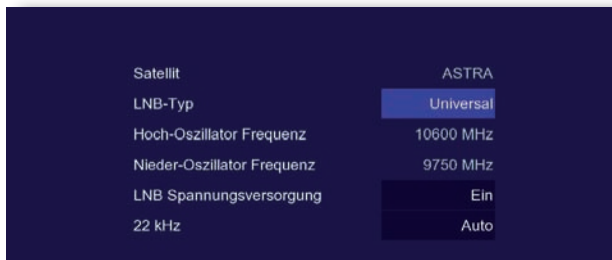 Satellit ASTRA
LNB-Typ Universal
Hoch-Oszillator Frequenz 10600 MHz
Nieder-Oszillator Frequenz 9750 MHz
LNB Spannungsversorgung Ein
22 kHz Auto